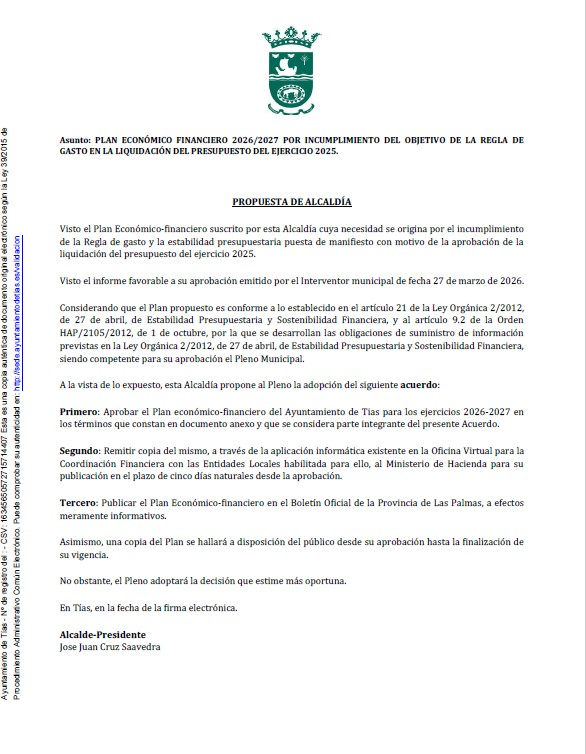 Asunto: PLAN ECONÓMICO FINANCIERO 2026/2027 POR INCUMPLIMIENTO DEL OBJETIVO DE LA REGLA DE
GASTO EN LA LIQUIDACIÓN DEL PRESUPUESTO DEL EJERCICIO 2025.
PROPUESTA DE ALCALDÍA
Visto el Plan Económico-financiero suscrito por esta Alcaldía cuya necesidad se origina por el incumplimiento
de la Regla de gasto y la estabilidad presupuestaria puesta de manifiesto con motivo de la aprobación de la
liquidación del presupuesto del ejercicio 2025.
Visto el informe favorable a su aprobación emitido por el Interventor municipal de fecha 27 de marzo de 2026.
Considerando que el Plan propuesto es conforme a lo establecido en el artículo 21 de la Ley Orgánica 2/2012,
de 27 de abril, de Estabilidad Presupuestaria y Sostenibilidad Financiera, y al artículo 9.2 de la Orden
HAP/2105/2012, de 1 de octubre, por la que se desarrollan las obligaciones de suministro de información
previstas en la Ley Orgánica 2/2012, de 27 de abril, de Estabilidad Presupuestaria y Sostenibilidad Financiera,
siendo competente para su aprobación el Pleno Municipal.
A la vista de lo expuesto, esta Alcaldía propone al Pleno la adopción del siguiente acuerdo:
Primero: Aprobar el Plan económico-financiero del Ayuntamiento de Tias para los ejercicios 2026-2027 en
los términos que constan en documento anexo y que se considera parte integrante del presente Acuerdo.
Segundo: Remitir copia del mismo, a través de la aplicación informática existente en la Oficina Virtual para la
Coordinación Financiera con las Entidades Locales habilitada para ello, al Ministerio de Hacienda para su
publicación en el plazo de cinco días naturales desde la aprobación.
Tercero: Publicar el Plan Económico-financiero en el Boletín Oficial de la Provincia de Las Palmas, a efectos
meramente informativos.
Asimismo, una copia del Plan se hallará a disposición del público desde su aprobación hasta la finalización de
su vigencia.
No obstante, el Pleno adoptará la decisión que estime más oportuna.
En Tías, en la fecha de la firma electrónica.
Alcalde-Presidente
Jose Juan Cruz Saavedra
Ayuntamiento de Tías - Nº de registro del : - CSV: 16345650572715714407 Esta es una copia auténtica de documento original electrónico según la Ley 39/2015 de
Procedimiento Administrativo Común Electrónico. Puede comprobar su autenticidad en: http://sede.ayuntamientodetias.es/validacion